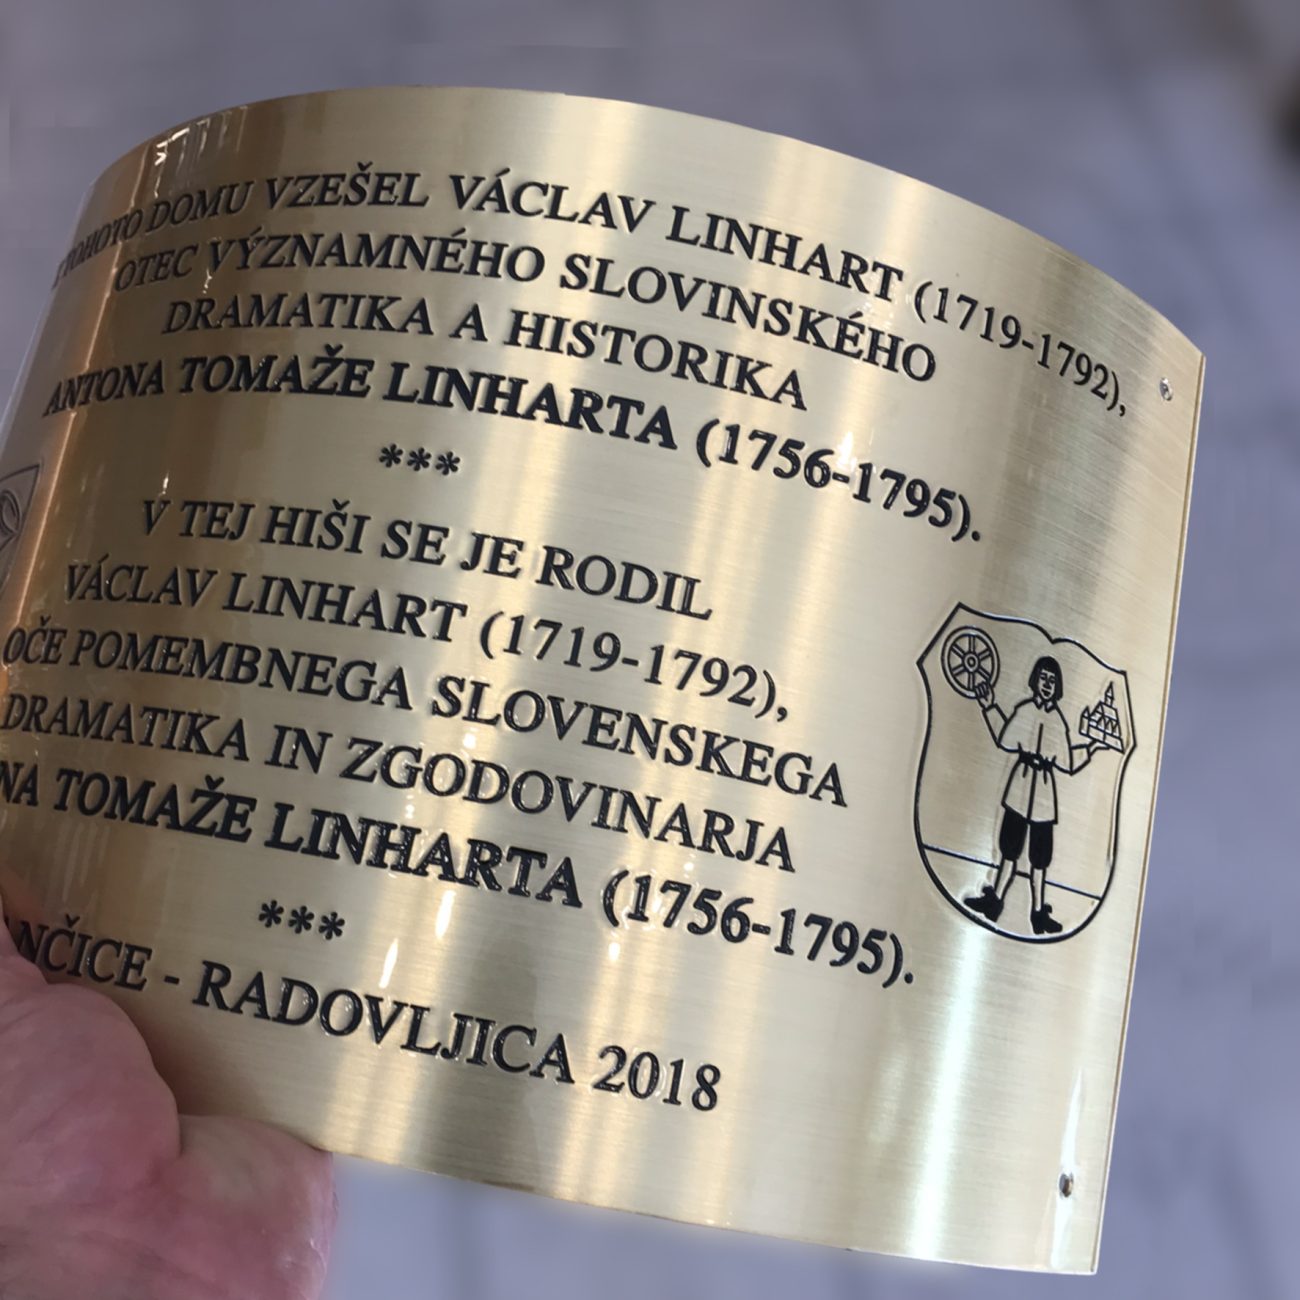 Z TOHOTO DOMU VZEŠEL VÁCLAV LINHART (1719-1792),
OTEC VÝZNAMNÉHO SLOVINSKÉHO
DRAMATIKA A HISTORIKA
ANTONA TOMAŽE LINHARTA (1756-1795).
***
V TEJ HIŠI SE JE RODIL
VÁCLAV LINHART (1719-1792),
OČE POMEMBNEGA SLOVENSKEGA
DRAMATIKA IN ZGODOVINARJA
NA TOMAŽE LINHARTA (1756-1795).
***
NČICE - RADOVLJICA 2018